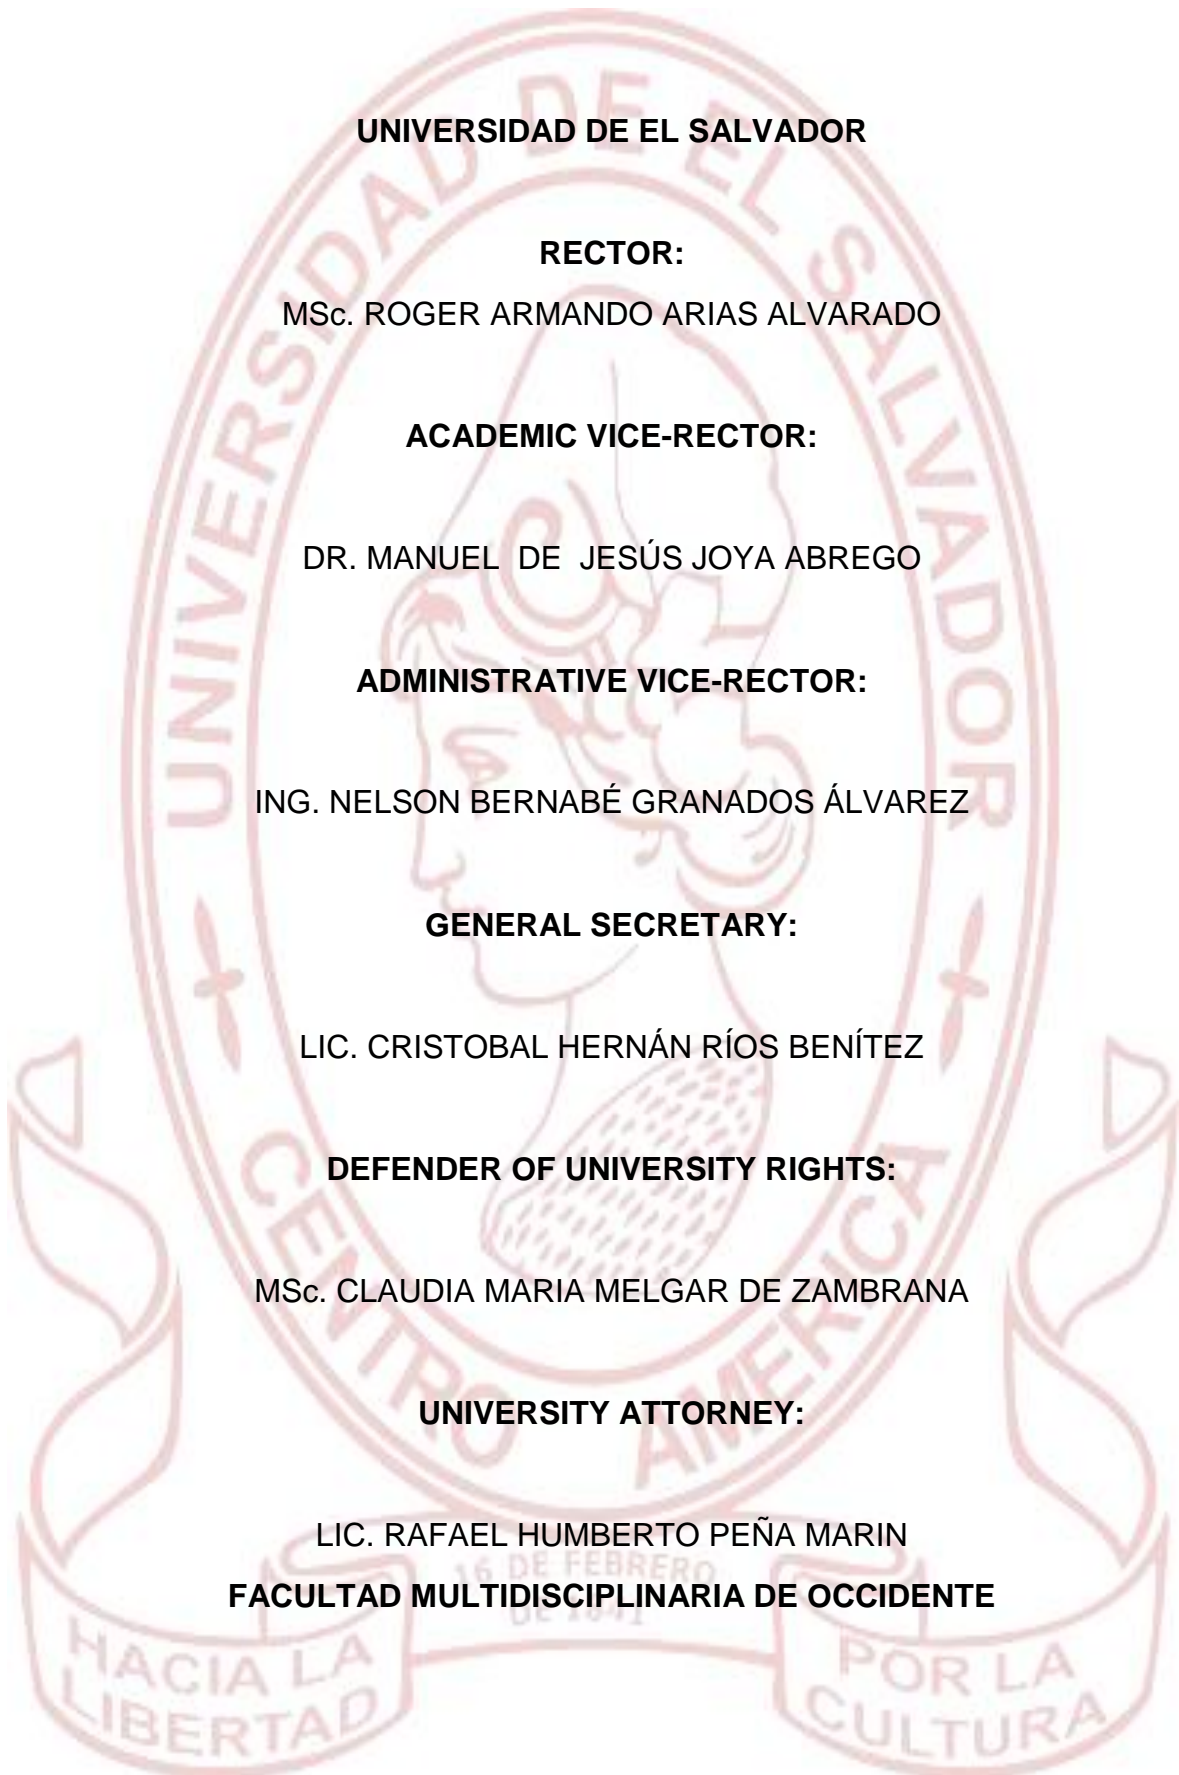 UNIVERSIDAD DE EL SALVADOR
RECTOR:
MSc. ROGER ARMANDO ARIAS ALVARADO
ACADEMIC VICE-RECTOR:
DR. MANUEL DE JESÚS JOYA ABREGO
ADMINISTRATIVE VICE-RECTOR:
ING. NELSON BERNABÉ GRANADOS ÁLVAREZ
GENERAL SECRETARY:
LIC. CRISTOBAL HERNÁN RÍOS BENÍTEZ
DEFENDER OF UNIVERSITY RIGHTS:
MSc. CLAUDIA MARIA MELGAR DE ZAMBRANA
UNIVERSITY ATTORNEY:
LIC. RAFAEL HUMBERTO PEÑA MARIN
FACULTAD MULTIDISCIPLINARIA DE OCCIDENTE
UNIVERSIDAD DE EL SALVADOR
CENTRO AMERICA
16 DE FEBRERO
DE 1841
HACIA LA
LIBERTAD
POR LA
CULTURA